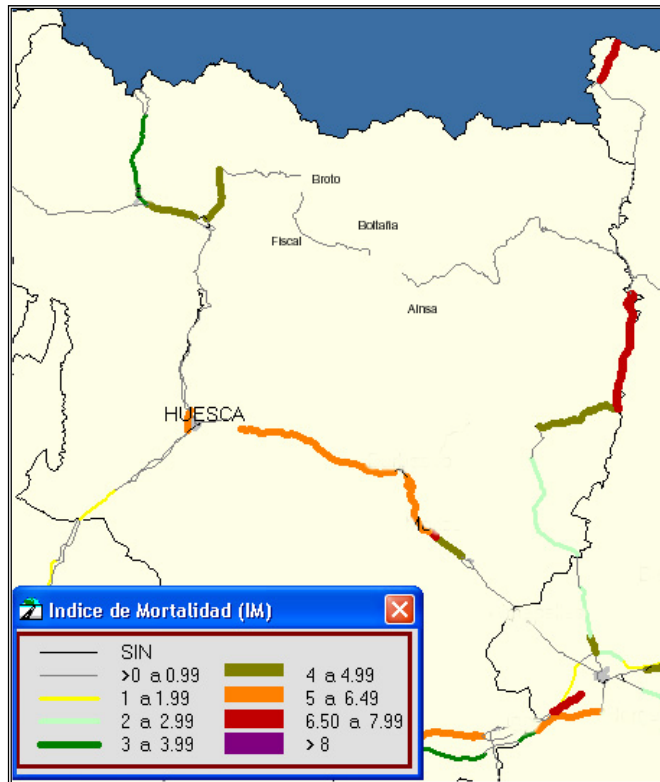 Broto
Boltaña
Fiscal
Ainsa
HUESCA
Indice de Mortalidad (IM)
SIN
>0 a 0.99
1 a 1.99
2 a 2.99
3 a 3.99
4 a 4.99
5 a 6.49
6.50 a 7.99
> 8